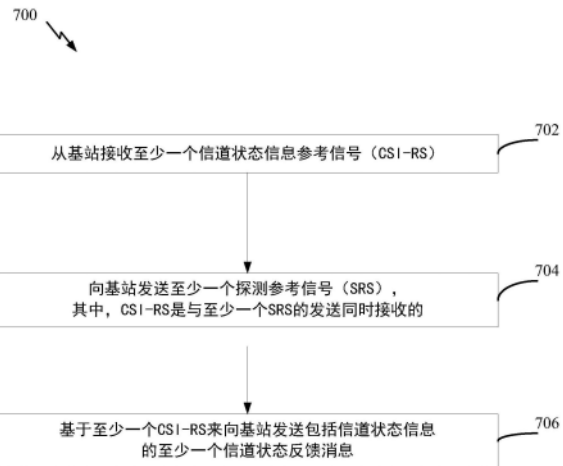 700
702
从基站接收至少一个信道状态信息参考信号（CSI-RS）
704
向基站发送至少一个探测参考信号（SRS），
其中，CSI-RS是与至少一个SRS的发送同时接收的
706
基于至少一个CSI-RS来向基站发送包括信道状态信息
的至少一个信道状态反馈消息